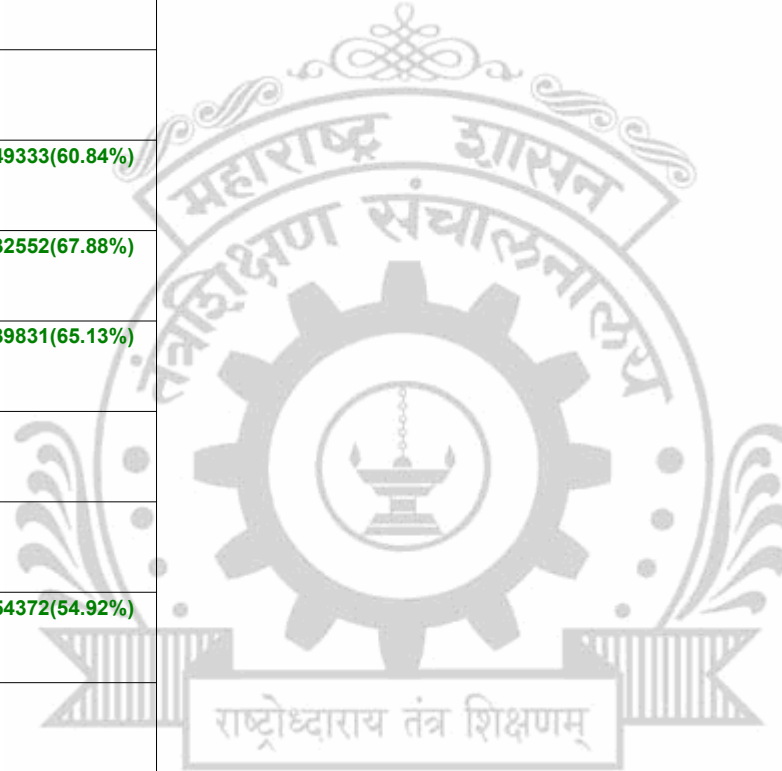 महाराष्ट्र शासन
तंत्रशिक्षण संचालनालय
49333(60.84%)
32552(67.88%)
39831(65.13%)
54372(54.92%)
राष्ट्रोध्दाराय तंत्र शिक्षणम्